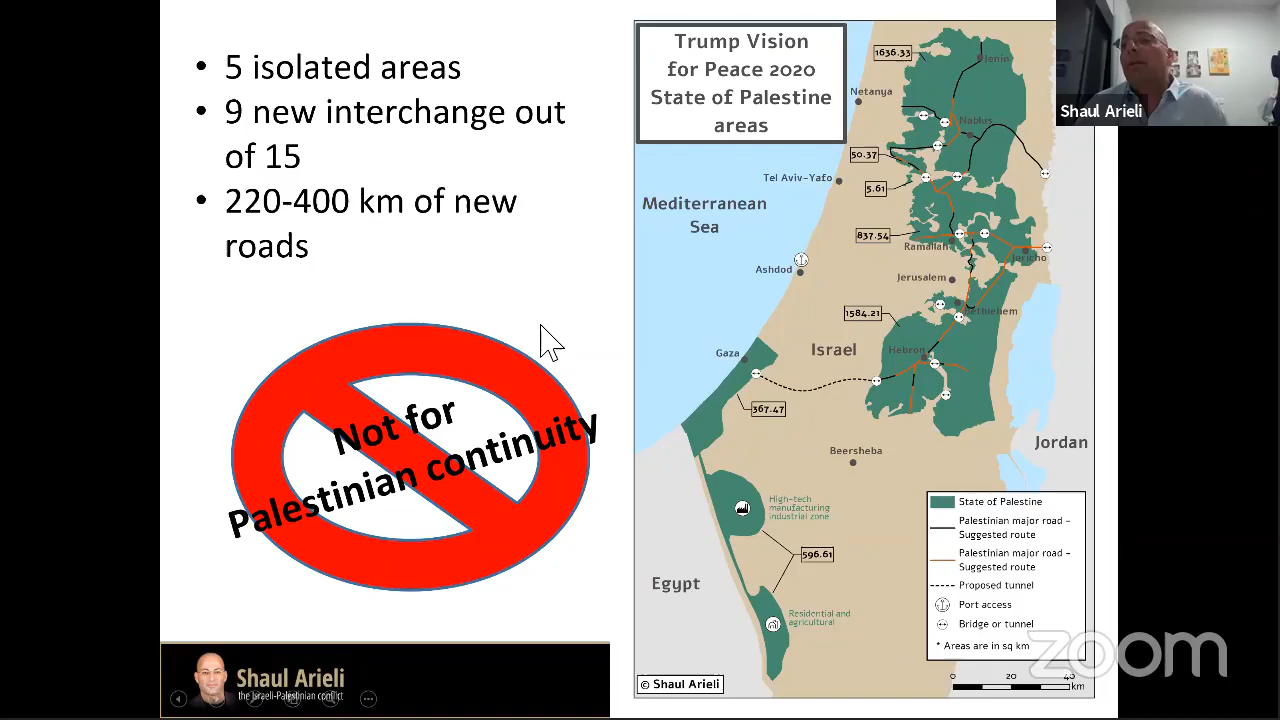 • 5 isolated areas
• 9 new interchange out
of 15
• 220-400 km of new
roads
Not for
Palestinian continuity
Shaul Arieli
the Israeli-Palestinian conflict
Trump Vision
for Peace 2020
State of Palestine
areas
1636.33
Jenin
Netanya
Nablus
50.37
Tel Aviv-Yafo
5.61
Mediterranean
Sea
837.54
Ramallah
Jericho
Ashdod
Jerusalem
1584.21
Bethlehem
Israel
Hebron
Gaza
367.47
Jordan
Beersheba
High-tech
manufacturing
industrial zone
596.61
Egypt
Residential and
agricultural
State of Palestine
Palestinian major road -
Suggested route
Palestinian major road -
Suggested route
Proposed tunnel
Port access
Bridge or tunnel
* Areas are in sq km
0 20 40
km
© Shaul Arieli
Shaul Arieli
zoom